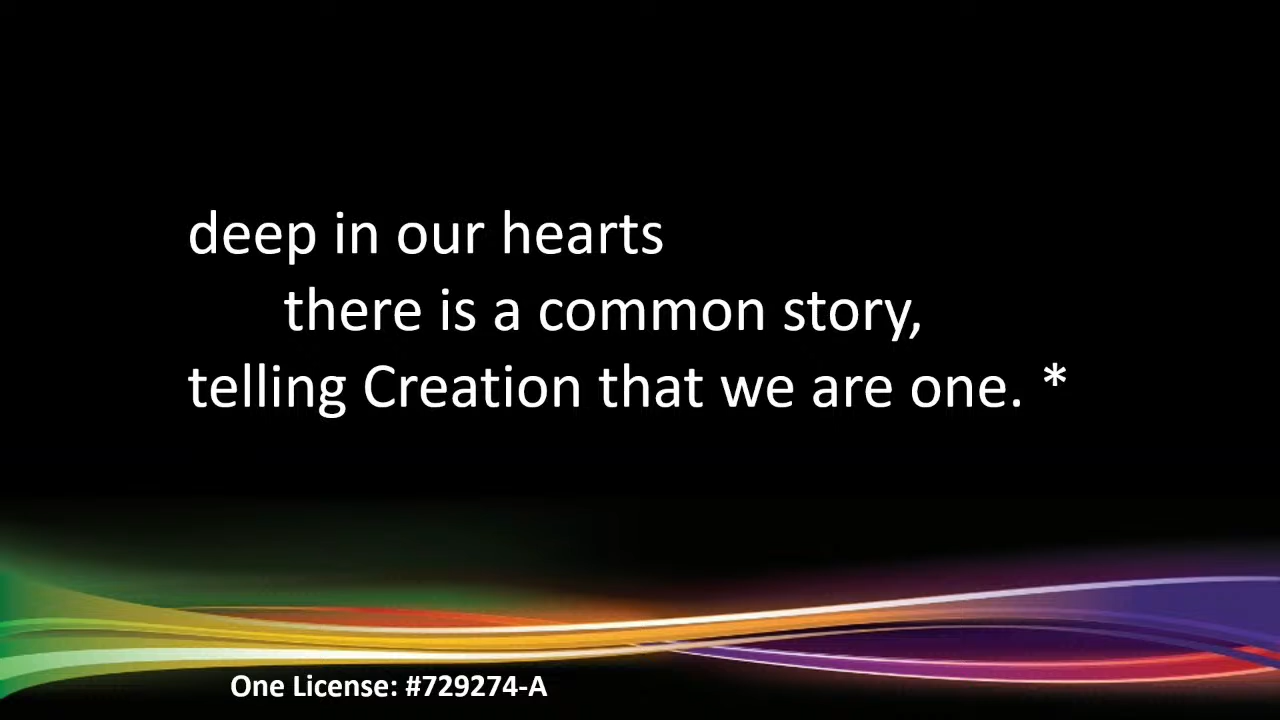 deep in our hearts
there is a common story,
telling Creation that we are one. *
One License: #729274-A